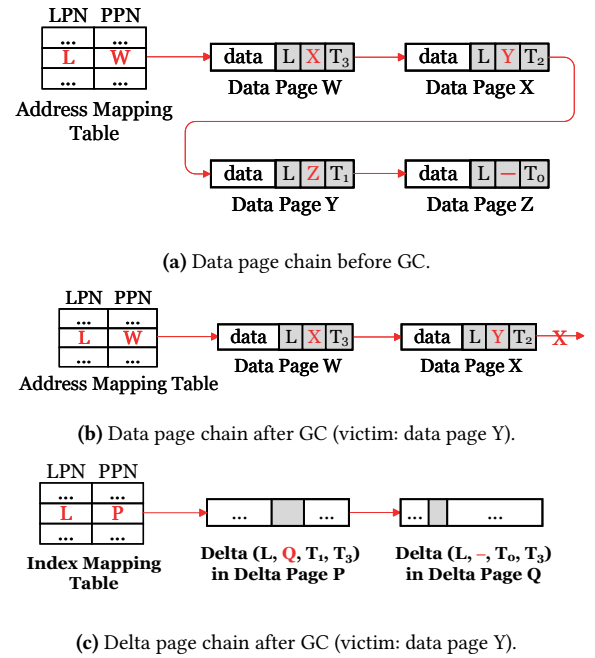 LPN PPN
... ...
L W
... ...
Address Mapping
Table
data L X T₃
Data Page W
data L Y T₂
Data Page X
data L Z T₁
Data Page Y
data L – T₀
Data Page Z
(a) Data page chain before GC.
LPN PPN
... ...
L W
... ...
Address Mapping Table
data L X T₃
Data Page W
data L Y T₂
Data Page X
X
(b) Data page chain after GC (victim: data page Y).
LPN PPN
... ...
L P
... ...
Index Mapping
Table
... ...
Delta (L, Q, T₁, T₃)
in Delta Page P
... ...
Delta (L, –, T₀, T₃)
in Delta Page Q
(c) Delta page chain after GC (victim: data page Y).